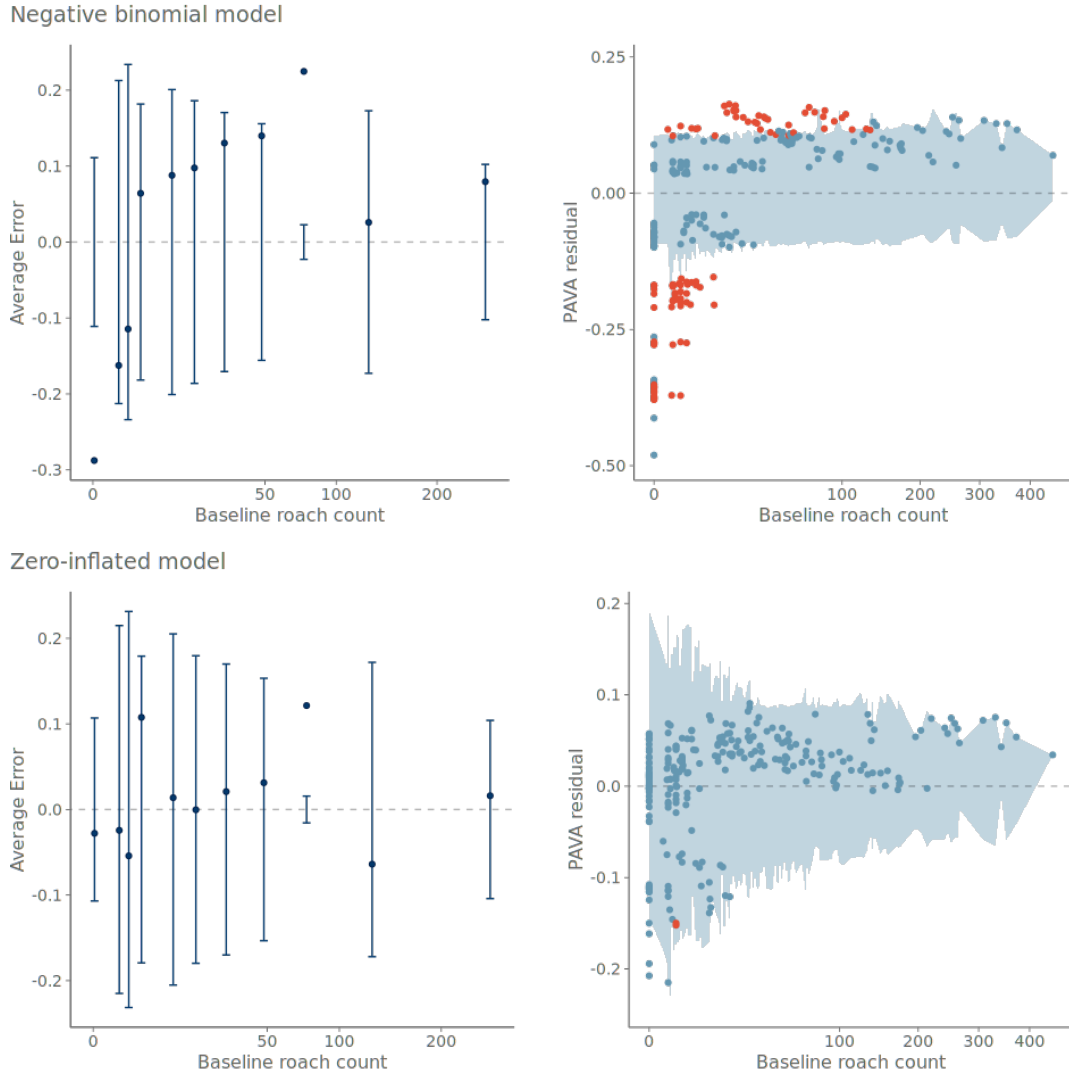 Negative binomial model
Average Error
0.2
0.1
0.0
-0.1
-0.2
-0.3
0 50 100 200
Baseline roach count
PAVA residual
0.25
0.00
-0.25
-0.50
0 100 200 300 400
Baseline roach count
Zero-inflated model
Average Error
0.2
0.1
0.0
-0.1
-0.2
0 50 100 200
Baseline roach count
PAVA residual
0.2
0.1
0.0
-0.1
-0.2
0 100 200 300 400
Baseline roach count